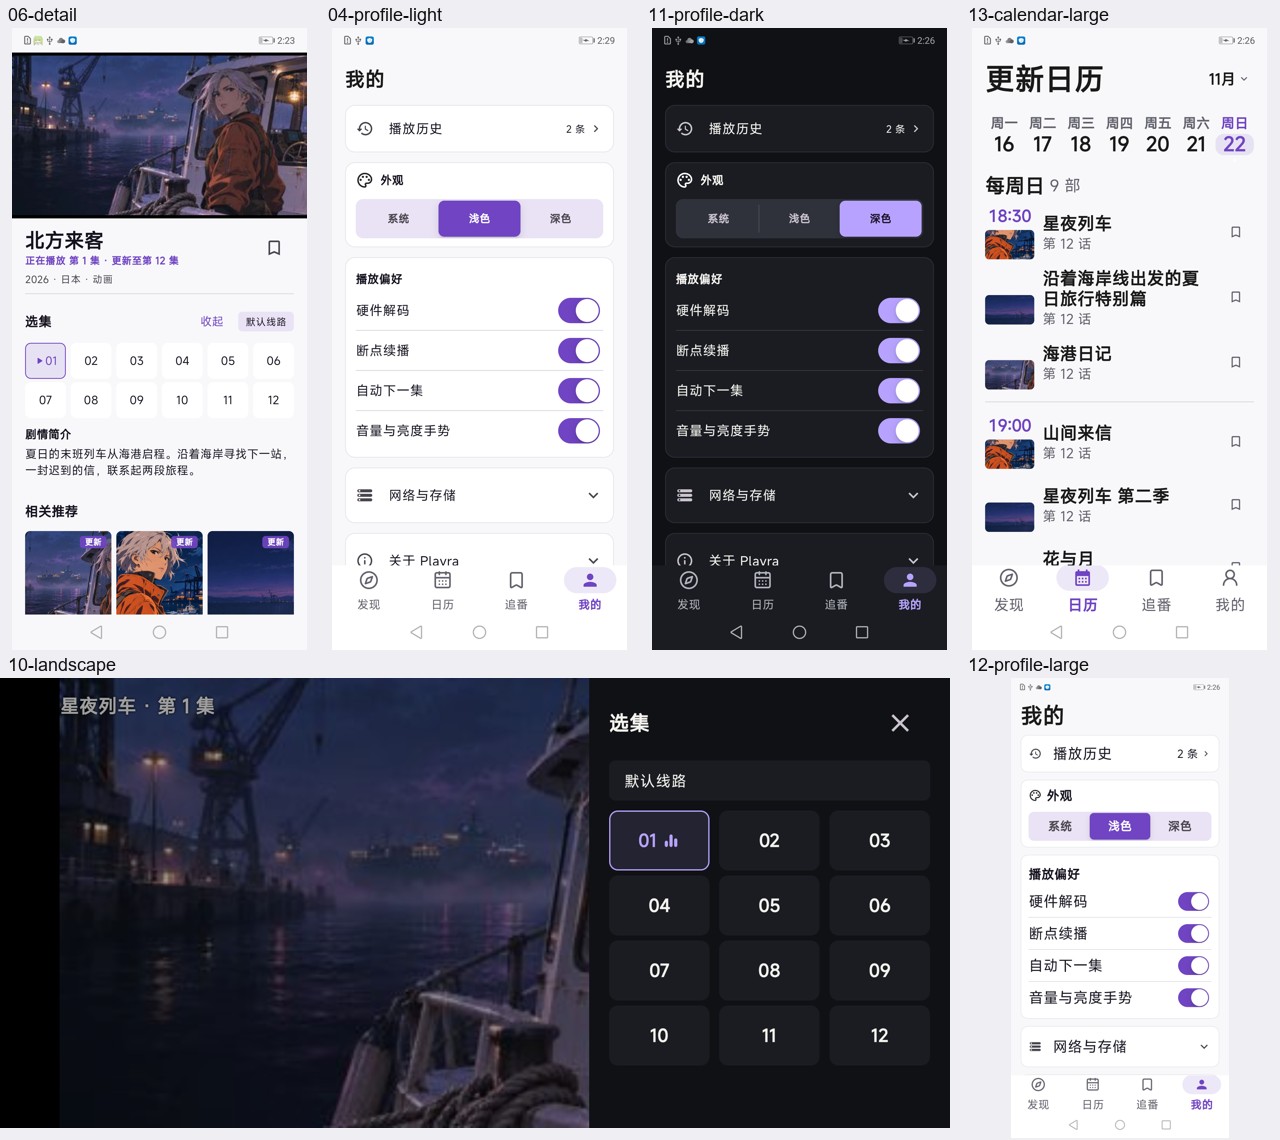 06-detail
2:23
北方来客
正在播放 第 1 集 · 更新至第 12 集
2026 · 日本 · 动画
选集
收起
默认线路
01 02 03 04 05 06
07 08 09 10 11 12
剧情简介
夏日的末班列车从海港启程。沿着海岸寻找下一站，
一封迟到的信，联系起两段旅程。
相关推荐
更新
更新
更新
04-profile-light
2:29
我的
播放历史
2 条
外观
系统 浅色 深色
播放偏好
硬件解码
断点续播
自动下一集
音量与亮度手势
网络与存储
关于 Playra
发现 日历 追番 我的
11-profile-dark
2:26
我的
播放历史
2 条
外观
系统 浅色 深色
播放偏好
硬件解码
断点续播
自动下一集
音量与亮度手势
网络与存储
关于 Playra
发现 日历 追番 我的
13-calendar-large
2:26
更新日历
11月
周一 周二 周三 周四 周五 周六 周日
16 17 18 19 20 21 22
每周日 9 部
18:30
星夜列车
第 12 话
沿着海岸线出发的夏
日旅行特别篇
第 12 话
海港日记
第 12 话
19:00
山间来信
第 12 话
星夜列车 第二季
第 12 话
花与月
发现 日历 追番 我的
10-landscape
星夜列车 · 第 1 集
选集
默认线路
01 02 03
04 05 06
07 08 09
10 11 12
12-profile-large
2:26
我的
播放历史
2 条
外观
系统 浅色 深色
播放偏好
硬件解码
断点续播
自动下一集
音量与亮度手势
网络与存储
发现 日历 追番 我的